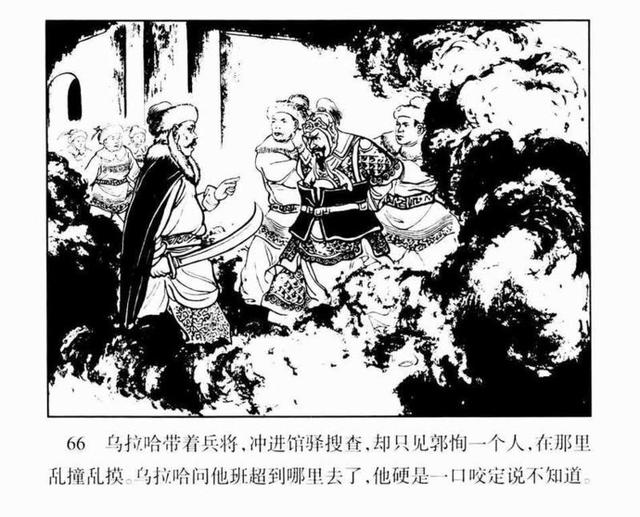 66 乌拉哈带着兵将，冲进馆驿搜查，却只见郭恂一个人，在那里
乱撞乱摸。乌拉哈问他班超到哪里去了，他硬是一口咬定说不知道。